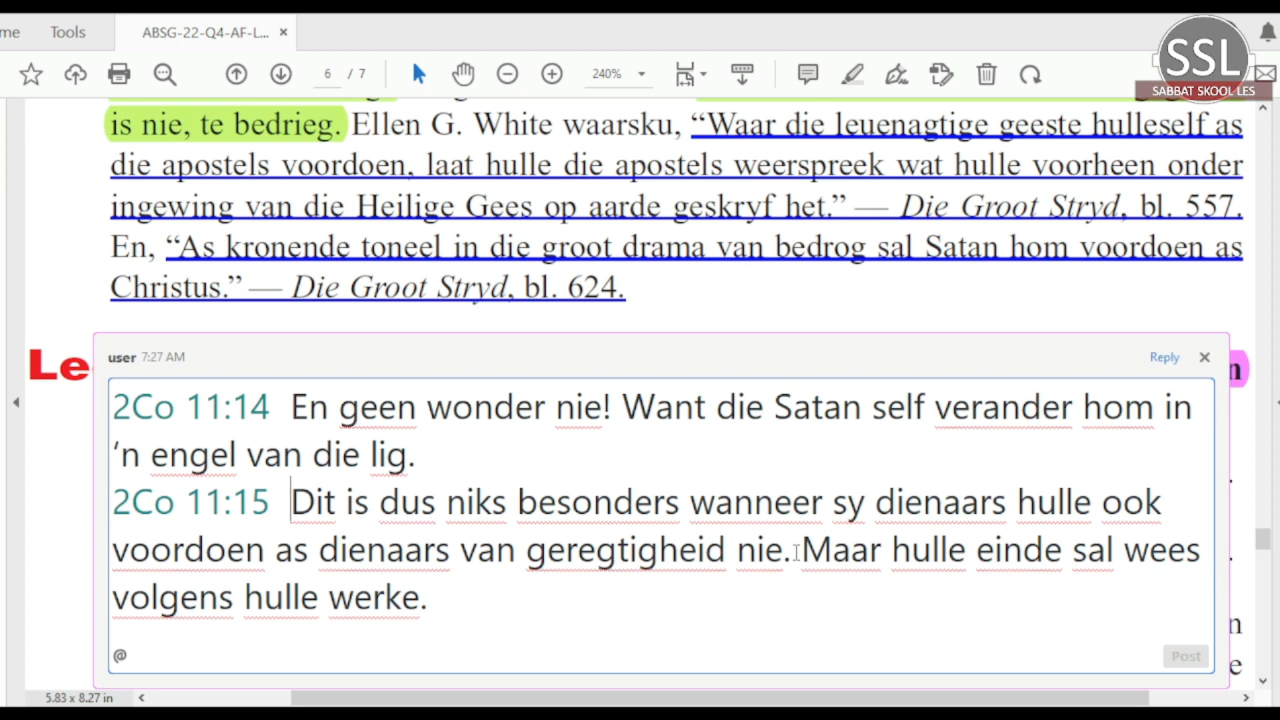 me Tools ABSG-22-Q4-AF-L... ×
SSL
SABBAT SKOOL LES
6 / 7 240%
is nie, te bedrieg. Ellen G. White waarsku, “Waar die leuenagtige geeste hulleself as
die apostels voordoen, laat hulle die apostels weerspreek wat hulle voorheen onder
ingewing van die Heilige Gees op aarde geskryf het.” — Die Groot Stryd, bl. 557.
En, “As kronende toneel in die groot drama van bedrog sal Satan hom voordoen as
Christus.” — Die Groot Stryd, bl. 624.
Le
n
user 7:27 AM Reply ×
2Co 11:14 En geen wonder nie! Want die Satan self verander hom in
‘n engel van die lig.
2Co 11:15 Dit is dus niks besonders wanneer sy dienaars hulle ook
voordoen as dienaars van geregtigheid nie. Maar hulle einde sal wees
volgens hulle werke.
n
@ Post
e
5.83 x 8.27 in